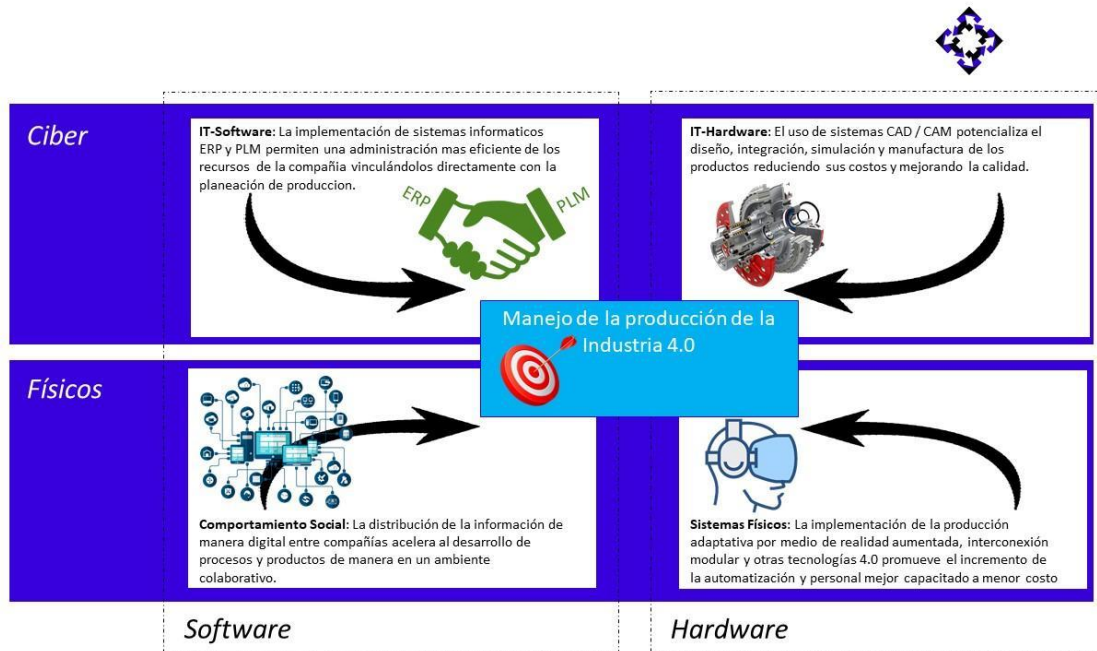 Ciber
IT-Software: La implementación de sistemas informaticos
ERP y PLM permiten una administración mas eficiente de los
recursos de la compañia vinculándolos directamente con la
planeación de produccion.
ERP
PLM
IT-Hardware: El uso de sistemas CAD / CAM potencializa el
diseño, integración, simulación y manufactura de los
productos reduciendo sus costos y mejorando la calidad.
Manejo de la producción de la
Industria 4.0
Físicos
Comportamiento Social: La distribución de la información de
manera digital entre compañías acelera al desarrollo de
procesos y productos de manera en un ambiente
colaborativo.
Sistemas Físicos: La implementación de la producción
adaptativa por medio de realidad aumentada, interconexión
modular y otras tecnologías 4.0 promueve el incremento de
la automatización y personal mejor capacitado a menor costo
Software
Hardware